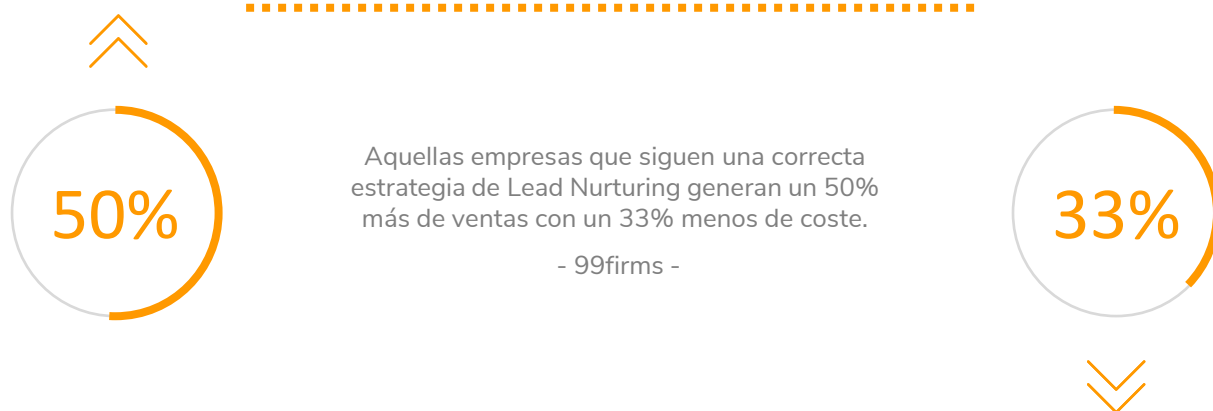 50%
Aquellas empresas que siguen una correcta
estrategia de Lead Nurturing generan un 50%
más de ventas con un 33% menos de coste.
- 99firms -
33%